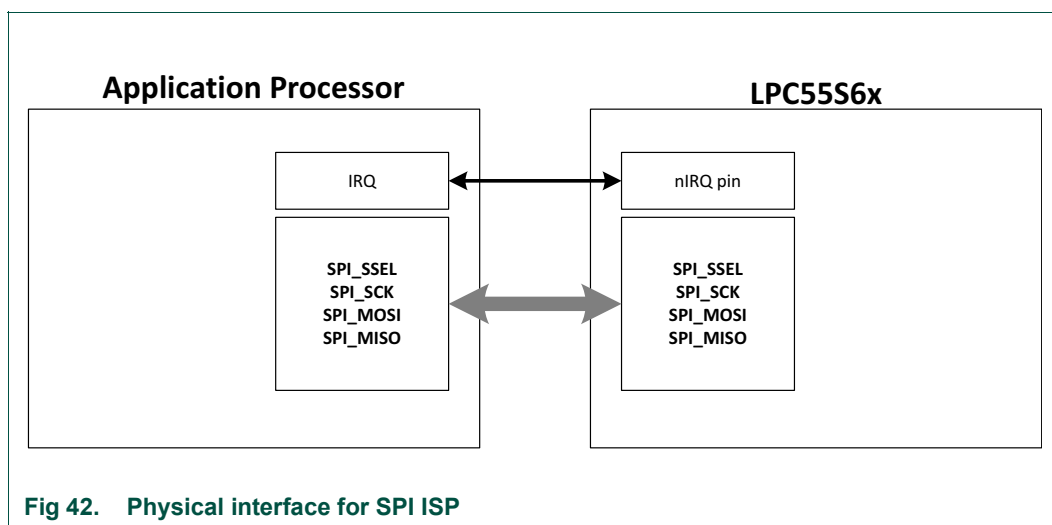 Application Processor
LPC55S6x
IRQ
nIRQ pin
SPI_SSEL
SPI_SCK
SPI_MOSI
SPI_MISO
SPI_SSEL
SPI_SCK
SPI_MOSI
SPI_MISO
Fig 42. Physical interface for SPI ISP